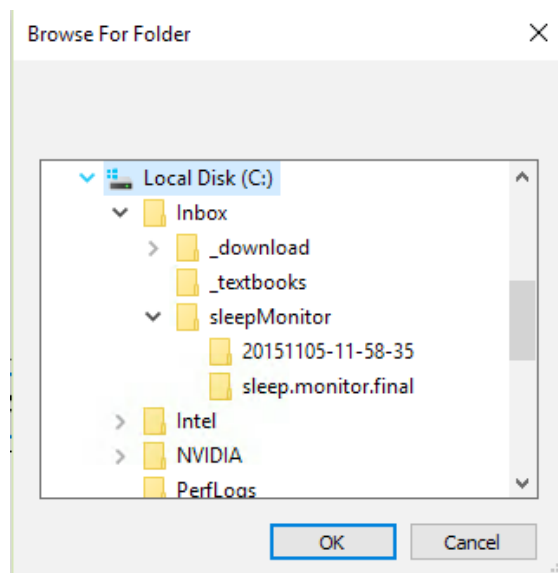 Browse For Folder
Local Disk (C:)
Inbox
_download
_textbooks
sleepMonitor
20151105-11-58-35
sleep.monitor.final
Intel
NVIDIA
PerfLogs
OK
Cancel